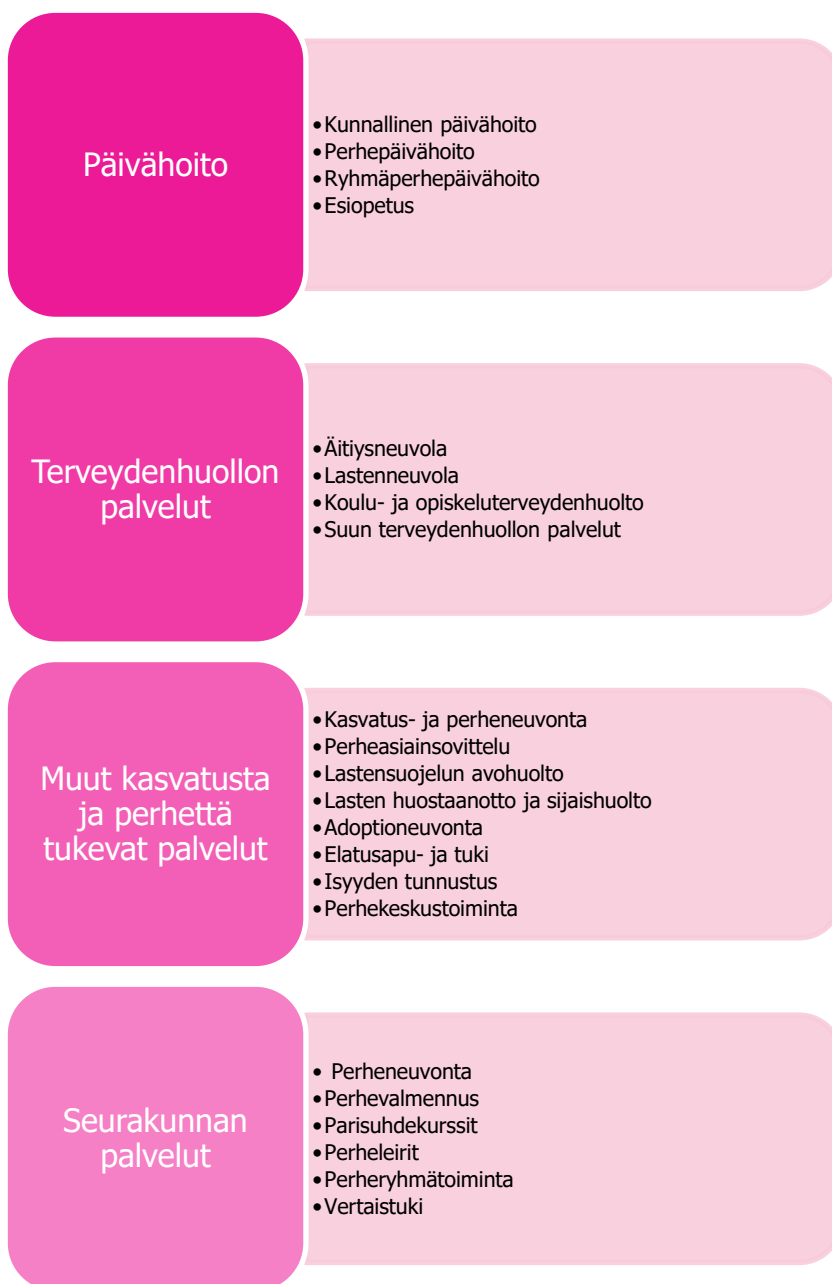 Päivähoito
•Kunnallinen päivähoito
•Perhepäivähoito
•Ryhmäperhepäivähoito
•Esiopetus
Terveydenhuollon
palvelut
•Äitiysneuvola
•Lastenneuvola
•Koulu- ja opiskeluterveydenhuolto
•Suun terveydenhuollon palvelut
Muut kasvatusta
ja perhettä
tukevat palvelut
•Kasvatus- ja perheneuvonta
•Perheasiainsovittelu
•Lastensuojelun avohuolto
•Lasten huostaanotto ja sijaishuolto
•Adoptioneuvonta
•Elatusapu- ja tuki
•Isyyden tunnustus
•Perhekeskustoiminta
Seurakunnan
palvelut
• Perheneuvonta
•Perhevalmennus
•Parisuhdekurssit
•Perheleirit
•Perheryhmätoiminta
•Vertaistuki